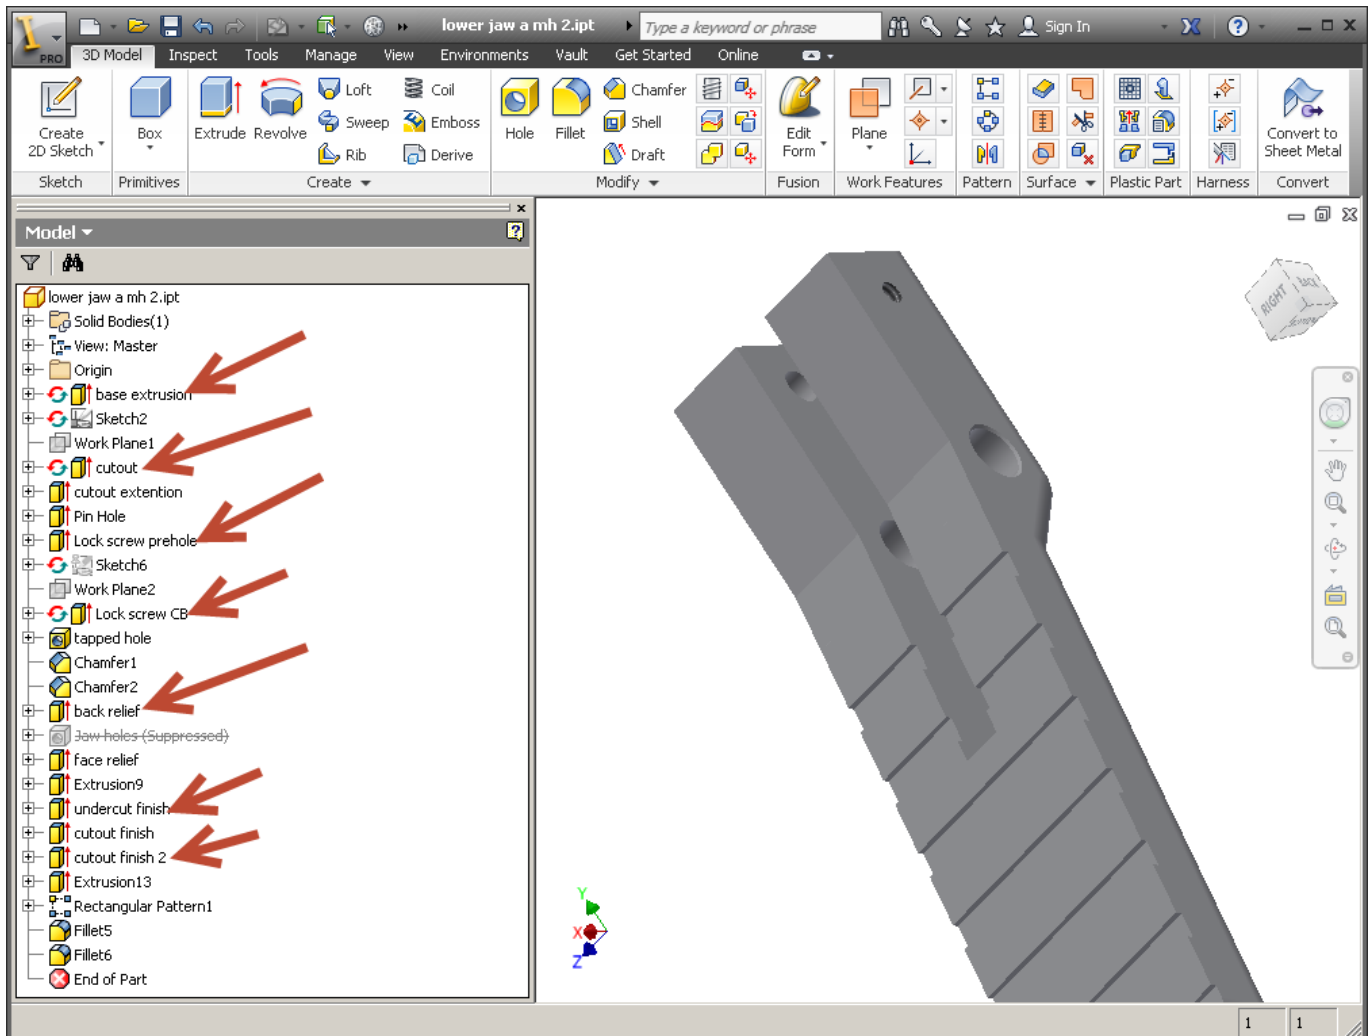 lower jaw a mh 2.ipt
Type a keyword or phrase
Sign In
PRO
3D Model
Inspect
Tools
Manage
View
Environments
Vault
Get Started
Online
Create
2D Sketch
Box
Extrude
Revolve
Loft
Sweep
Rib
Coil
Emboss
Derive
Hole
Fillet
Chamfer
Shell
Draft
Edit
Form
Plane
Convert to
Sheet Metal
Sketch
Primitives
Create
Modify
Fusion
Work Features
Pattern
Surface
Plastic Part
Harness
Convert
Model
lower jaw a mh 2.ipt
Solid Bodies(1)
View: Master
Origin
base extrusion
Sketch2
Work Plane1
cutout
cutout extention
Pin Hole
Lock screw prehole
Sketch6
Work Plane2
Lock screw CB
tapped hole
Chamfer1
Chamfer2
back relief
Jaw holes (Suppressed)
face relief
Extrusion9
undercut finish
cutout finish
cutout finish 2
Extrusion13
Rectangular Pattern1
Fillet5
Fillet6
End of Part
RIGHT
BACK
Y
X
Z
1
1